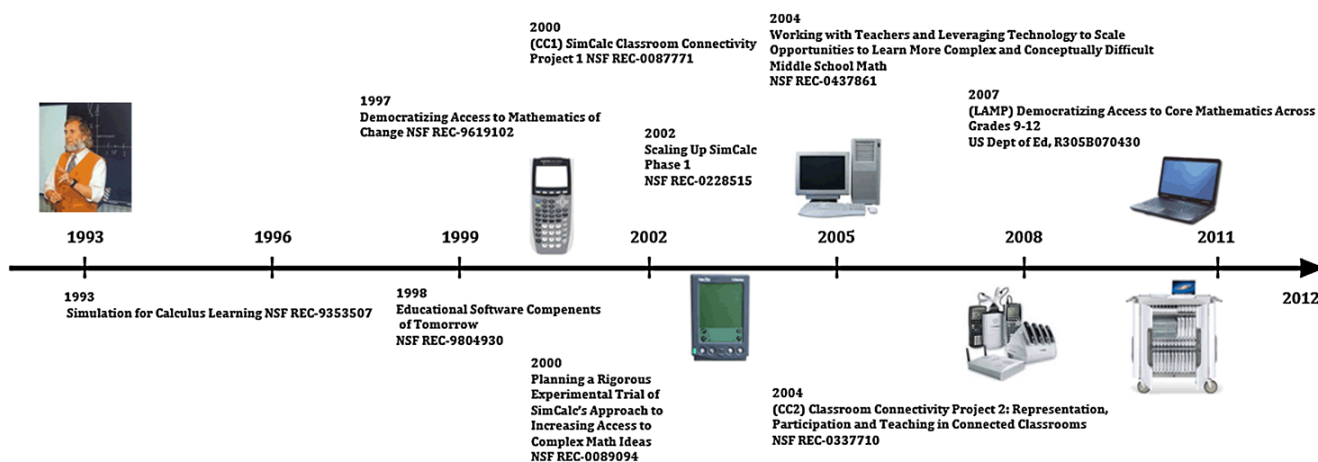 2000
(CC1) SimCalc Classroom Connectivity
Project 1 NSF REC-0087771
2004
Working with Teachers and Leveraging Technology to Scale
Opportunities to Learn More Complex and Conceptually Difficult
Middle School Math
NSF REC-0437861
1997
Democratizing Access to Mathematics of
Change NSF REC-9619102
2002
Scaling Up SimCalc
Phase 1
NSF REC-0228515
2007
(LAMP) Democratizing Access to Core Mathematics Across
Grades 9-12
US Dept of Ed, R305B070430
1993
1996
1999
2002
2005
2008
2011
2012
1993
Simulation for Calculus Learning NSF REC-9353507
1998
Educational Software Compenents
of Tomorrow
NSF REC-9804930
2000
Planning a Rigorous
Experimental Trial of
SimCalc's Approach to
Increasing Access to
Complex Math Ideas
NSF REC-0089094
2004
(CC2) Classroom Connectivity Project 2: Representation,
Participation and Teaching in Connected Classrooms
NSF REC-0337710